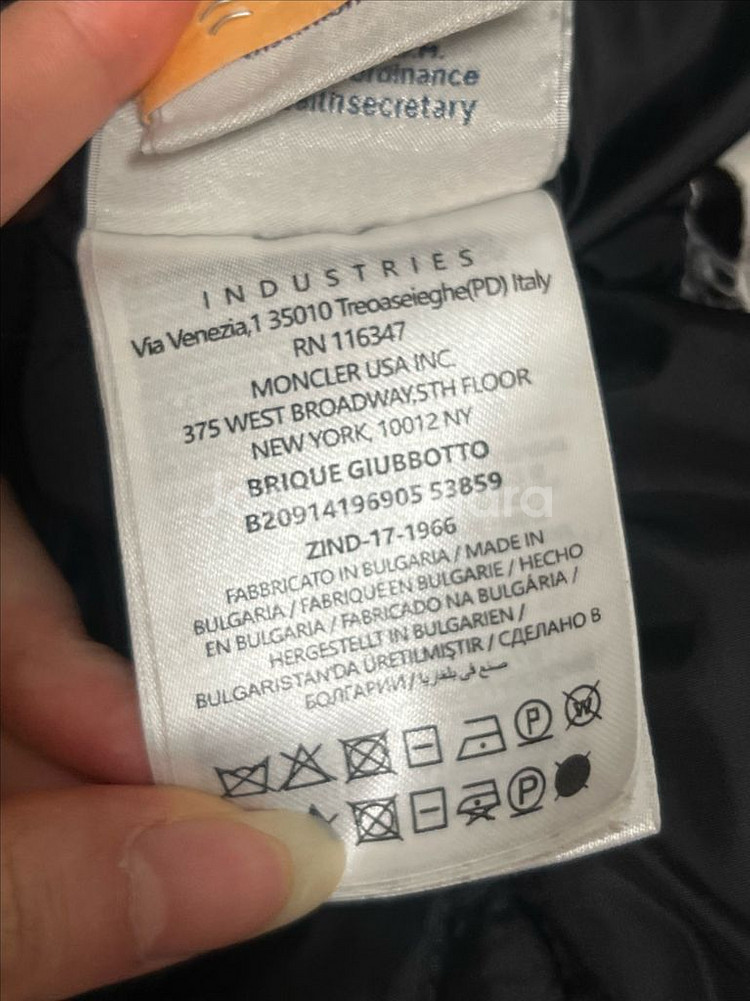 ordinance
healthsecretary
INDUSTRIES
Via Venezia,1 35010 Treoaseieghe(PD) Italy
RN 116347
MONCLER USA INC.
375 WEST BROADWAY,5TH FLOOR
NEW YORK, 10012 NY
BRIQUE GIUBBOTTO
B20914196905 53859
ZIND-17-1966
FABBRICATO IN BULGARIA / MADE IN
BULGARIA / FABRIQUÉ EN BULGARIE / HECHO
EN BULGARIA / FABRICADO NA BULGÁRIA /
HERGESTELLT IN BULGARIEN /
BULGARISTAN'DA ÜRETILMIŞTIR / СДЕЛАНО В
БОЛГАРИИ / صنع في بلغاريا
P W
P